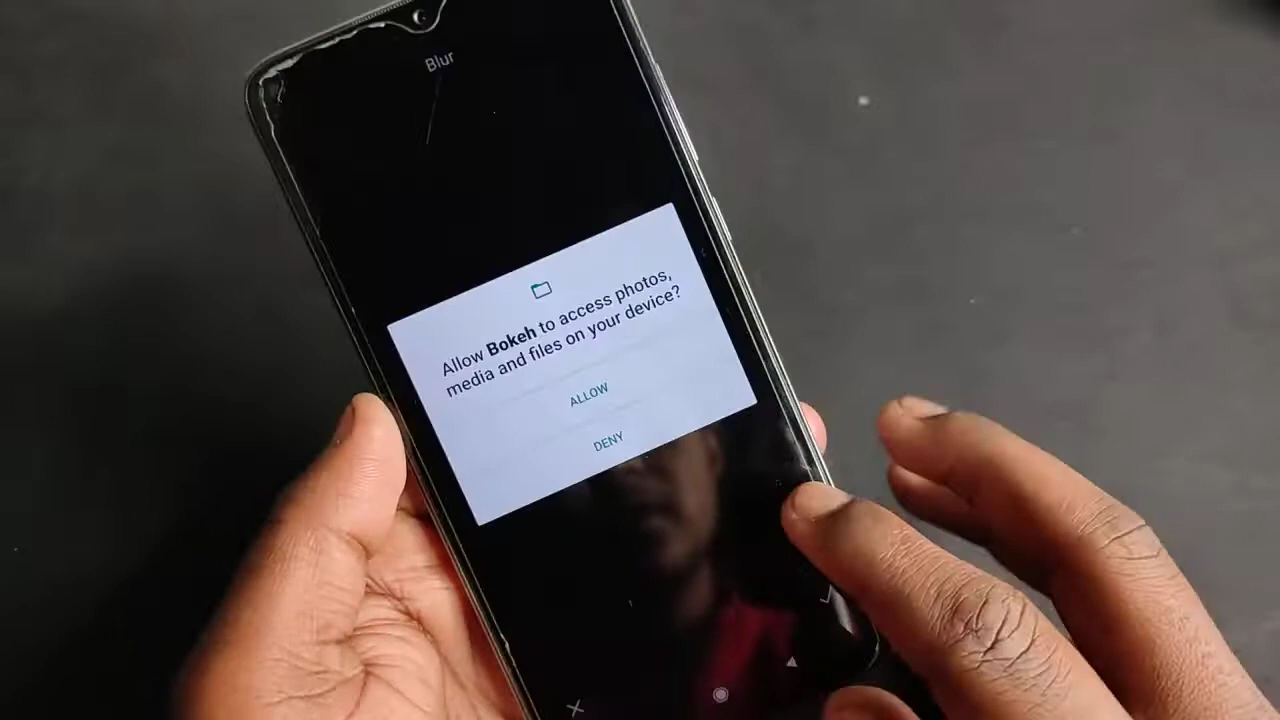 Blur
Allow Bokeh to access photos,
media and files on your device?
ALLOW
DENY